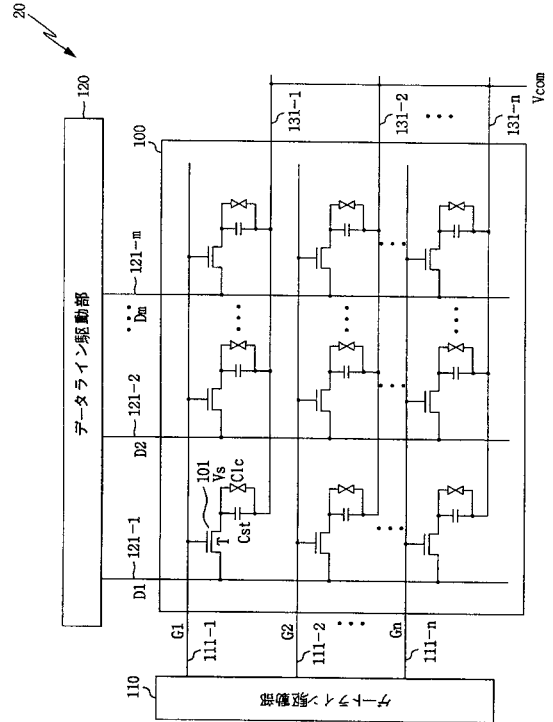 20
120
データライン駆動部
100
121-1
121-2
121-m
D1
D2
Dm
131-1
131-2
131-n
Vcom
101
Vs
T
Clc
Cst
G1
111-1
G2
111-2
Gn
111-n
110
ゲートライン駆動部